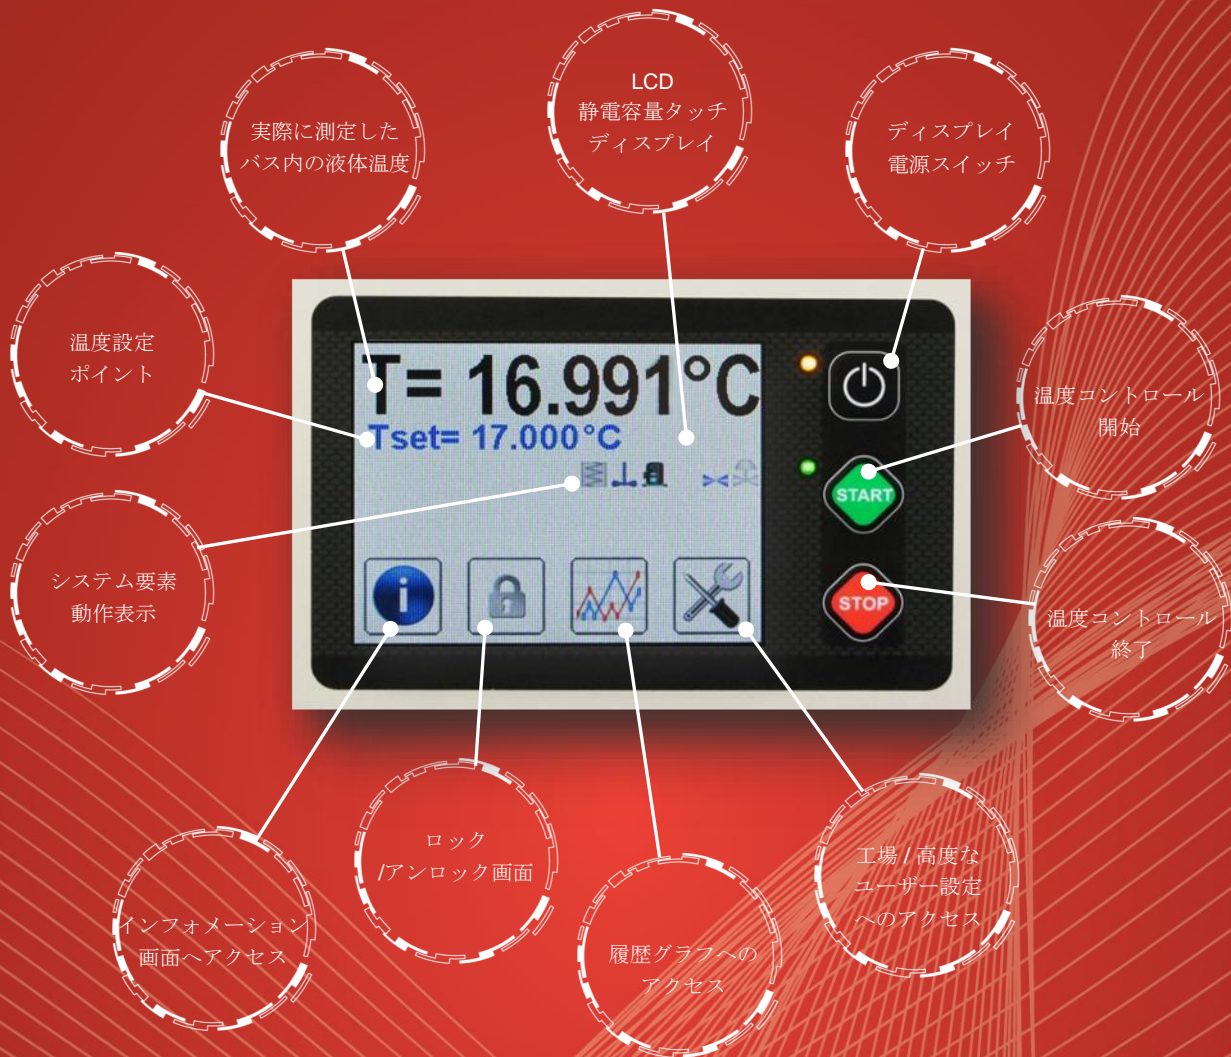 LCD
静電容量タッチ
ディスプレイ
実際に測定した
バス内の液体温度
ディスプレイ
電源スイッチ
温度設定
ポイント
T= 16.991°C
Tset= 17.000°C
温度コントロール
開始
START
システム要素
動作表示
i
STOP
温度コントロール
終了
ロック
/アンロック画面
工場 / 高度な
ユーザー設定
へのアクセス
インフォメーション
画面へアクセス
履歴グラフへの
アクセス